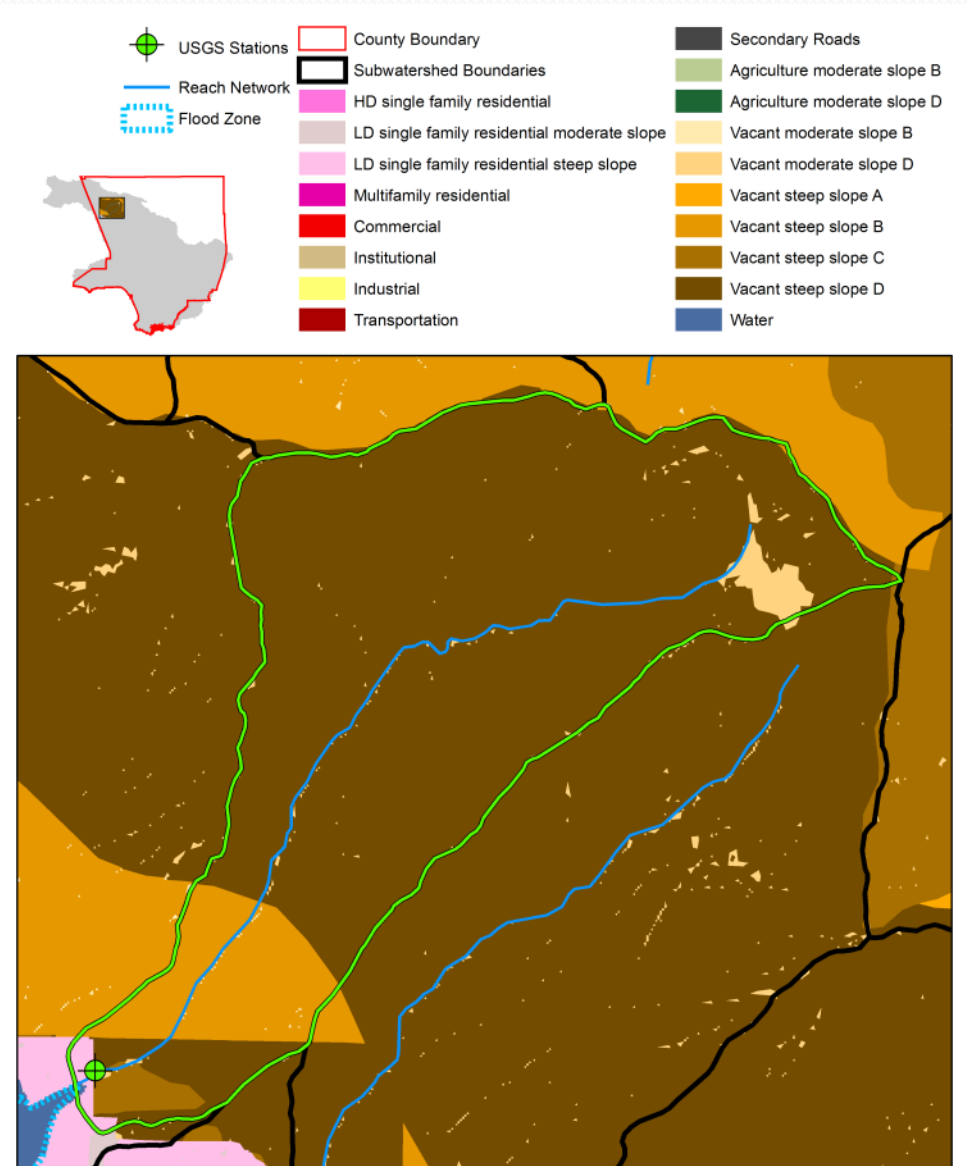 USGS Stations
Reach Network
Flood Zone
County Boundary
Subwatershed Boundaries
HD single family residential
LD single family residential moderate slope
LD single family residential steep slope
Multifamily residential
Commercial
Institutional
Industrial
Transportation
Secondary Roads
Agriculture moderate slope B
Agriculture moderate slope D
Vacant moderate slope B
Vacant moderate slope D
Vacant steep slope A
Vacant steep slope B
Vacant steep slope C
Vacant steep slope D
Water